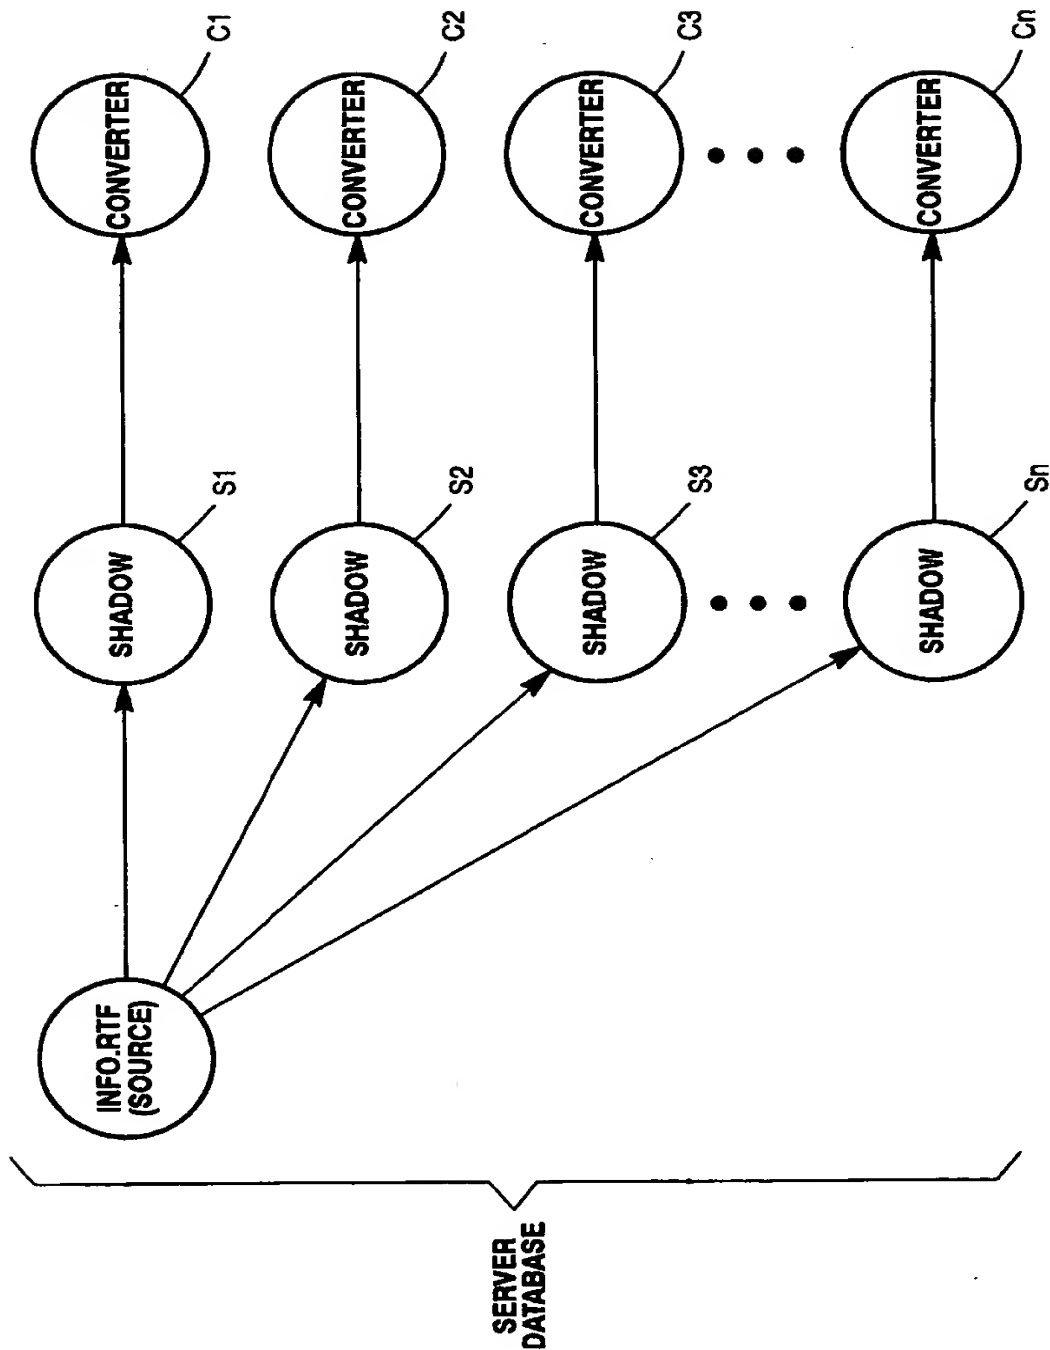 SERVER
DATABASE
INFO.RTF
(SOURCE)
SHADOW
S1
CONVERTER
C1
SHADOW
S2
CONVERTER
C2
SHADOW
S3
CONVERTER
C3
SHADOW
Sn
CONVERTER
Cn